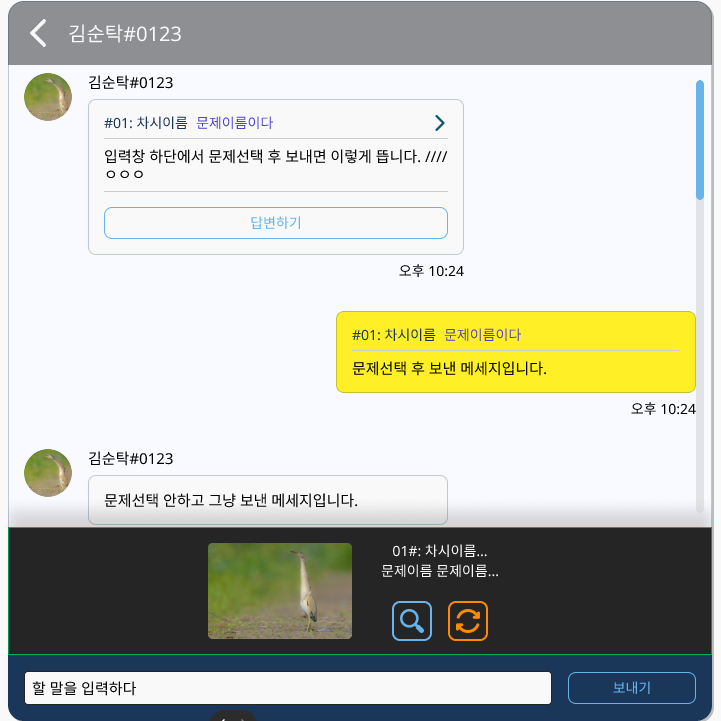 김순탁#0123
김순탁#0123
#01: 차시이름 문제이름이다
입력창 하단에서 문제선택 후 보내면 이렇게 뜹니다. ////
ㅇㅇㅇ
답변하기
오후 10:24
#01: 차시이름 문제이름이다
문제선택 후 보낸 메세지입니다.
오후 10:24
김순탁#0123
문제선택 안하고 그냥 보낸 메세지입니다.
01#: 차시이름...
문제이름 문제이름...
할 말을 입력하다
보내기